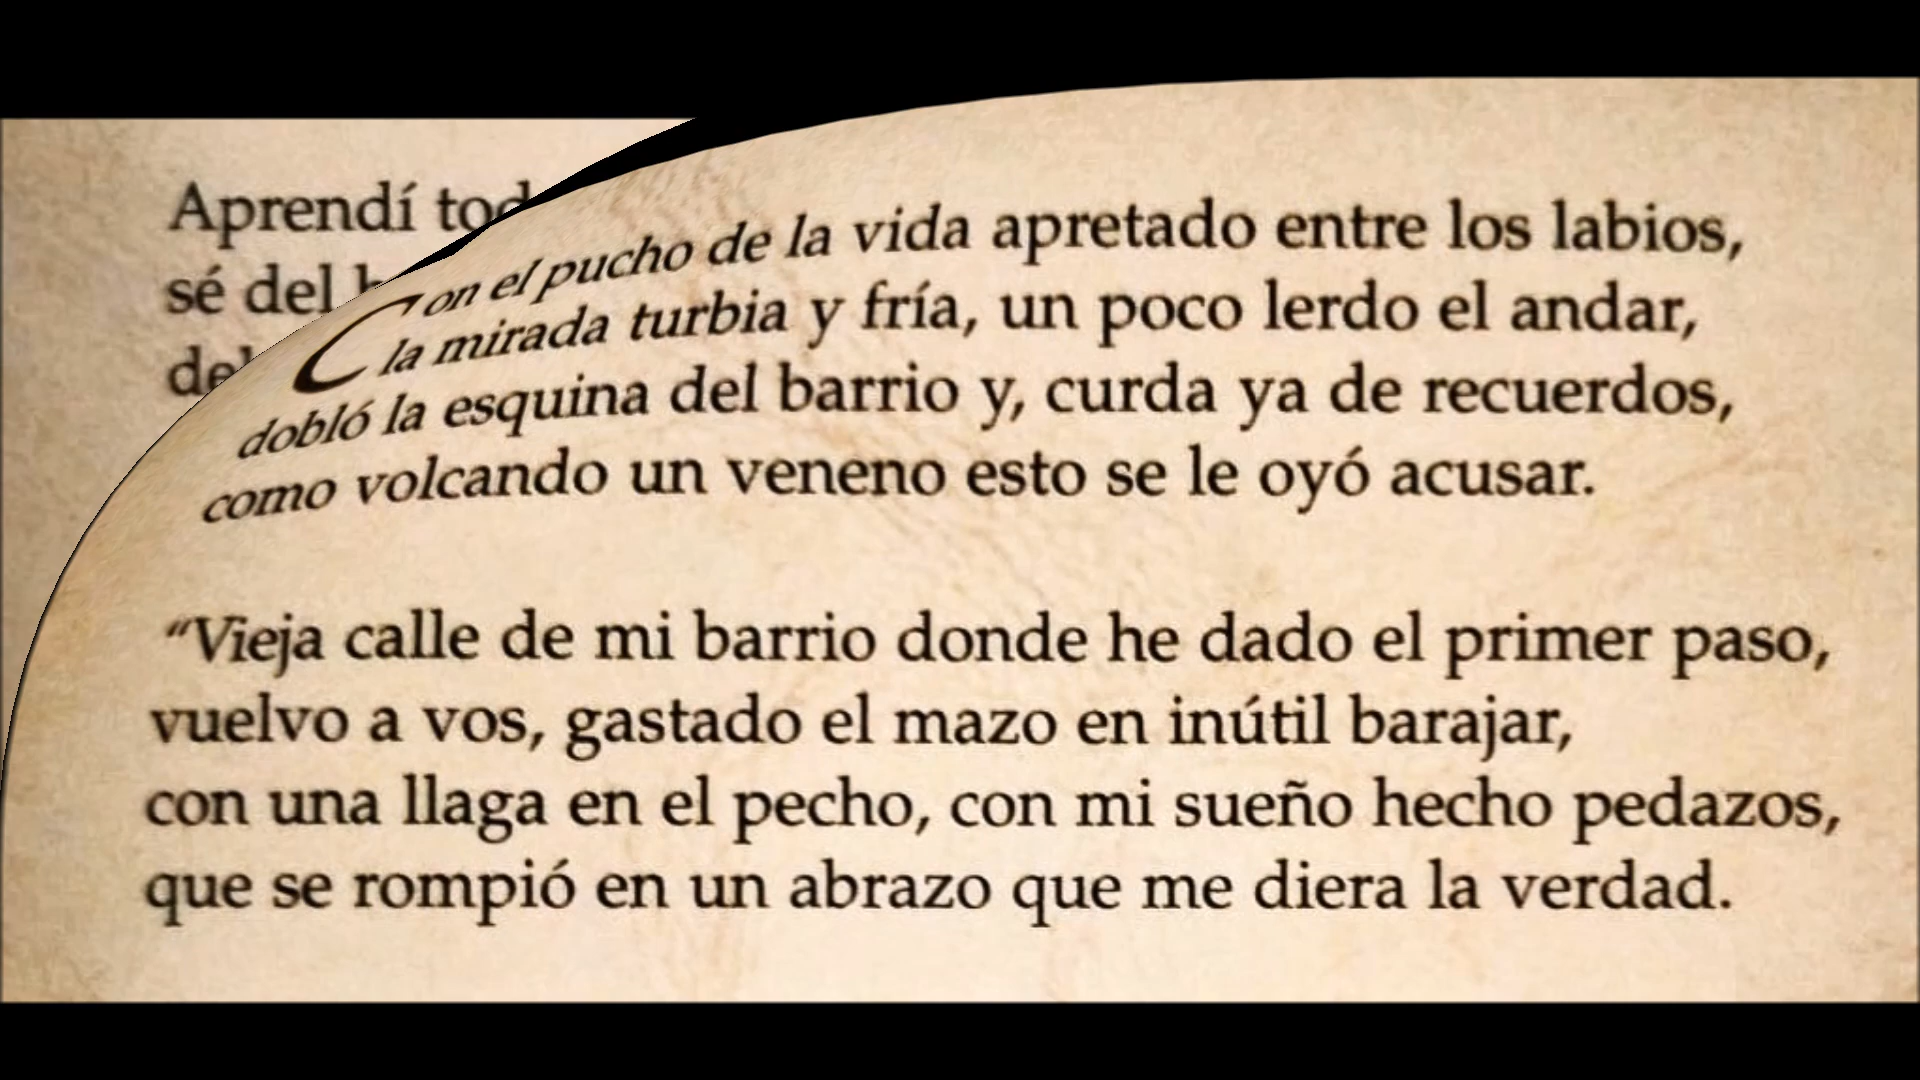 Aprendí
sé del
Con el pucho de la vida apretado entre los labios,
la mirada turbia y fría, un poco lerdo el andar,
dobló la esquina del barrio y, curda ya de recuerdos,
como volcando un veneno esto se le oyó acusar.
“Vieja calle de mi barrio donde he dado el primer paso,
vuelvo a vos, gastado el mazo en inútil barajar,
con una llaga en el pecho, con mi sueño hecho pedazos,
que se rompió en un abrazo que me diera la verdad.